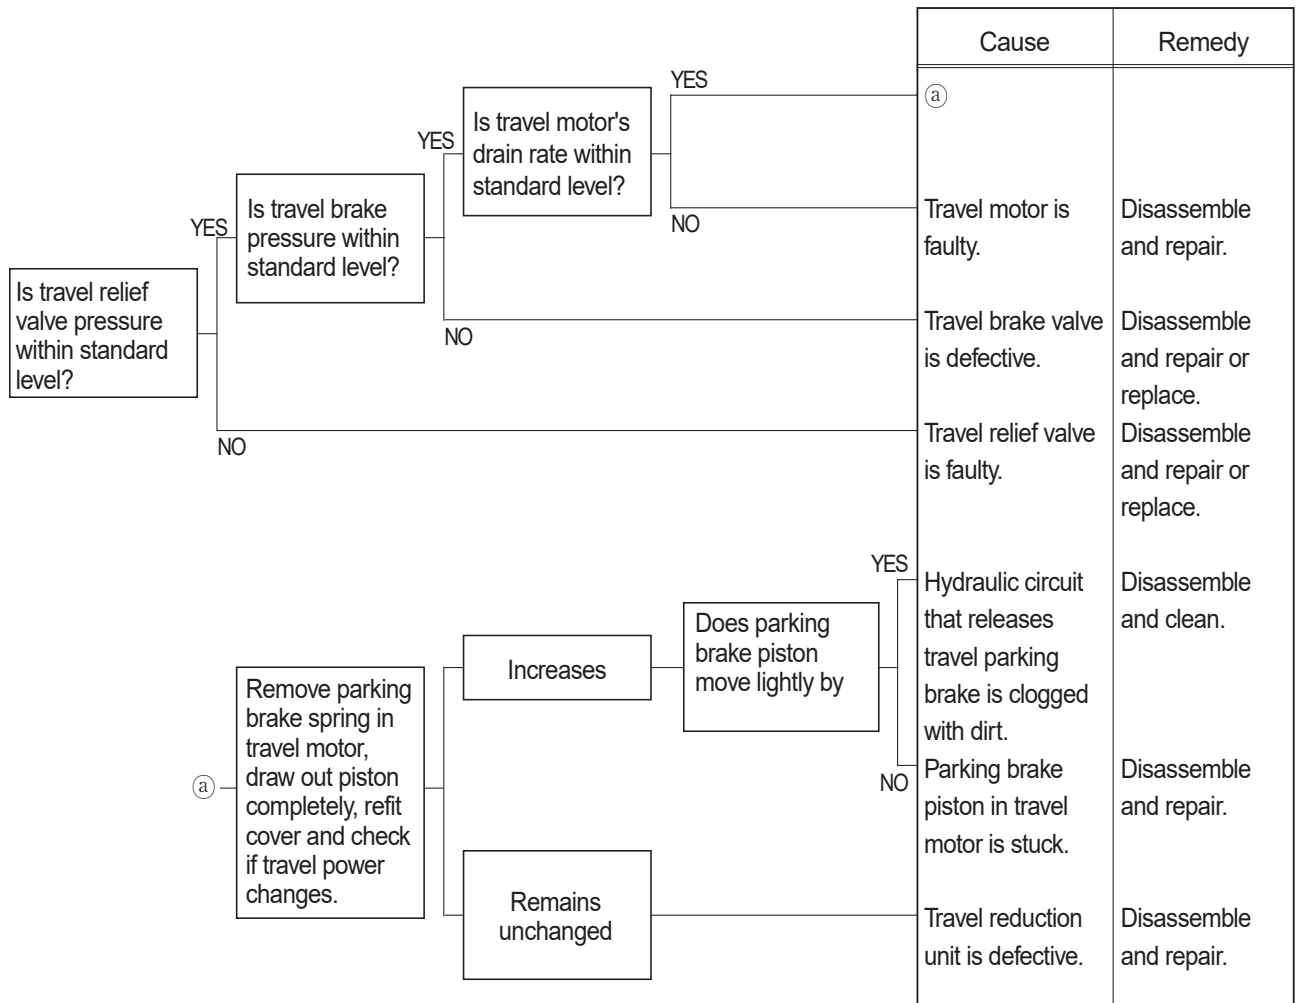 Cause
Remedy
YES
ⓐ
Is travel motor's
drain rate within
standard level?
YES
NO
Travel motor is
faulty.
Disassemble
and repair.
Is travel brake
pressure within
standard level?
YES
NO
Travel brake valve
is defective.
Disassemble
and repair or
replace.
Is travel relief
valve pressure
within standard
level?
NO
Travel relief valve
is faulty.
Disassemble
and repair or
replace.
YES
Hydraulic circuit
that releases
travel parking
brake is clogged
with dirt.
Disassemble
and clean.
Does parking
brake piston
move lightly by
Increases
NO
Parking brake
piston in travel
motor is stuck.
Disassemble
and repair.
ⓐ
Remove parking
brake spring in
travel motor,
draw out piston
completely, refit
cover and check
if travel power
changes.
Remains
unchanged
Travel reduction
unit is defective.
Disassemble
and repair.